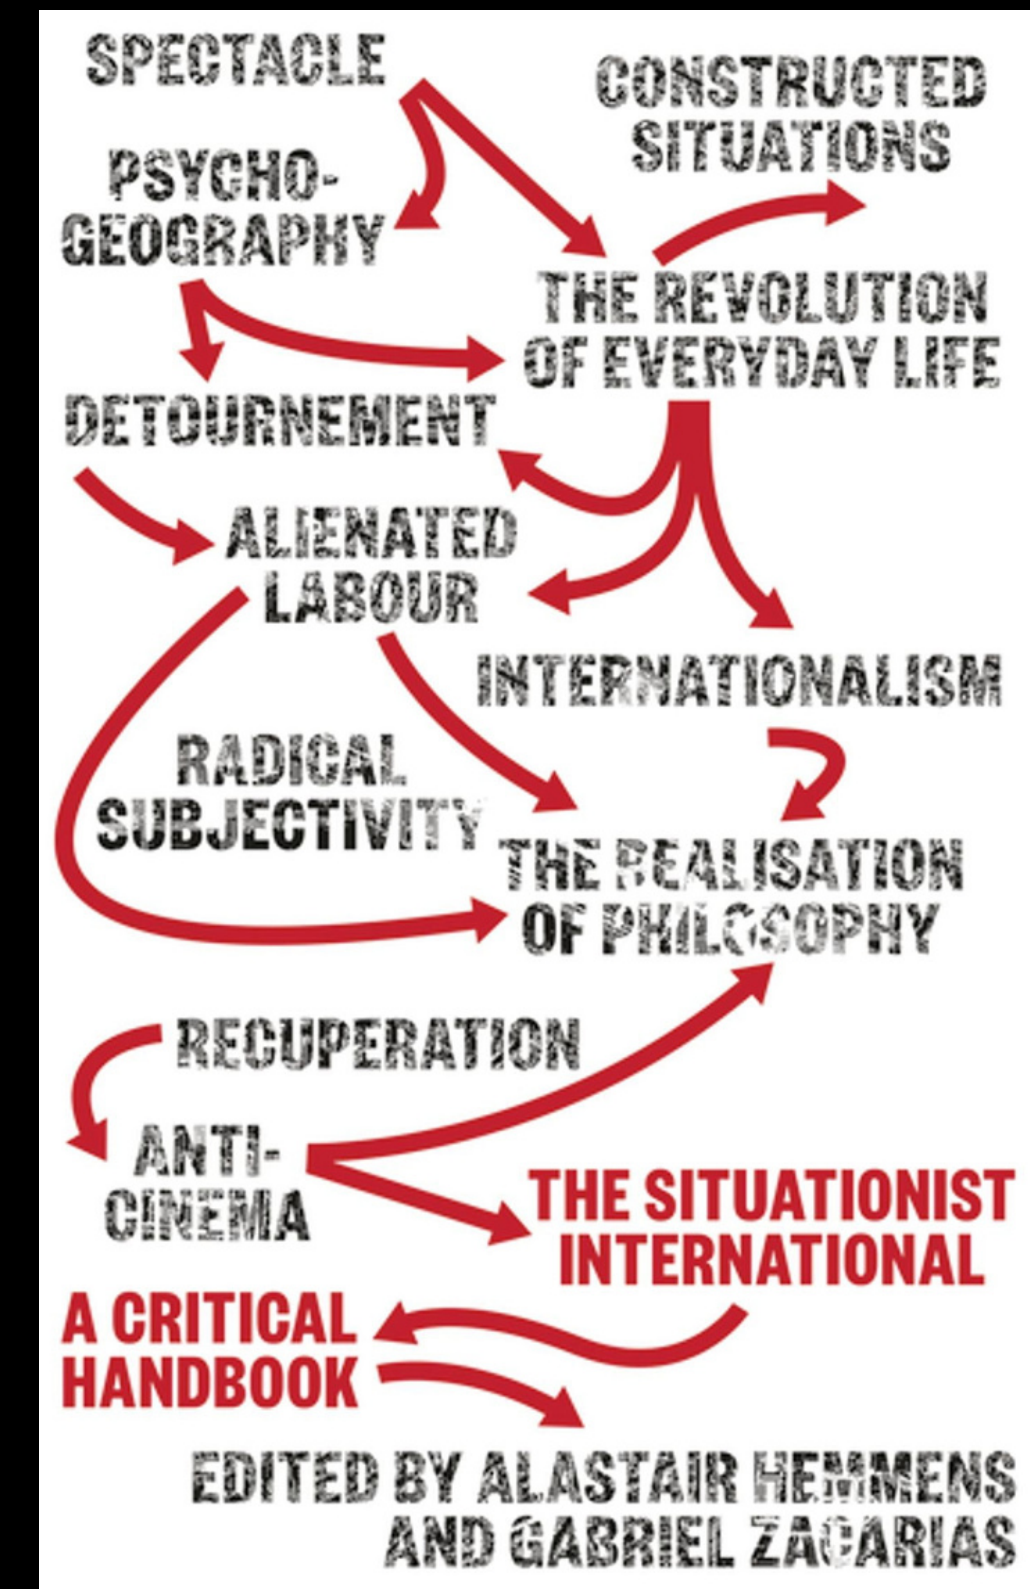 SPECTACLE
CONSTRUCTED
SITUATIONS
PSYCHO-
GEOGRAPHY
THE REVOLUTION
OF EVERYDAY LIFE
DETOURNEMENT
ALIENATED
LABOUR
INTERNATIONALISM
RADICAL
SUBJECTIVITY
THE REALISATION
OF PHILOSOPHY
RECUPERATION
ANTI-
CINEMA
THE SITUATIONIST
INTERNATIONAL
A CRITICAL
HANDBOOK
EDITED BY ALASTAIR HEMMENS
AND GABRIEL ZACARIAS